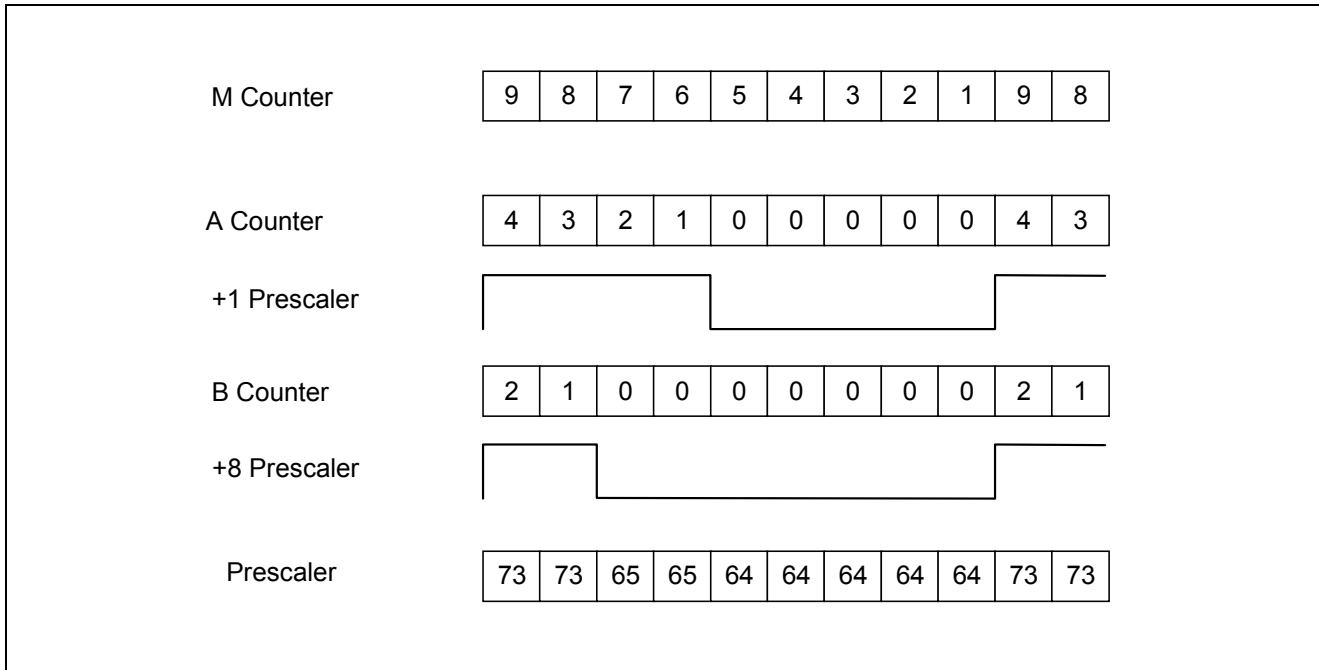 M Counter 9 8 7 6 5 4 3 2 1 9 8
A Counter 4 3 2 1 0 0 0 0 0 4 3
+1 Prescaler
B Counter 2 1 0 0 0 0 0 0 0 2 1
+8 Prescaler
Prescaler 73 73 65 65 64 64 64 64 64 73 73